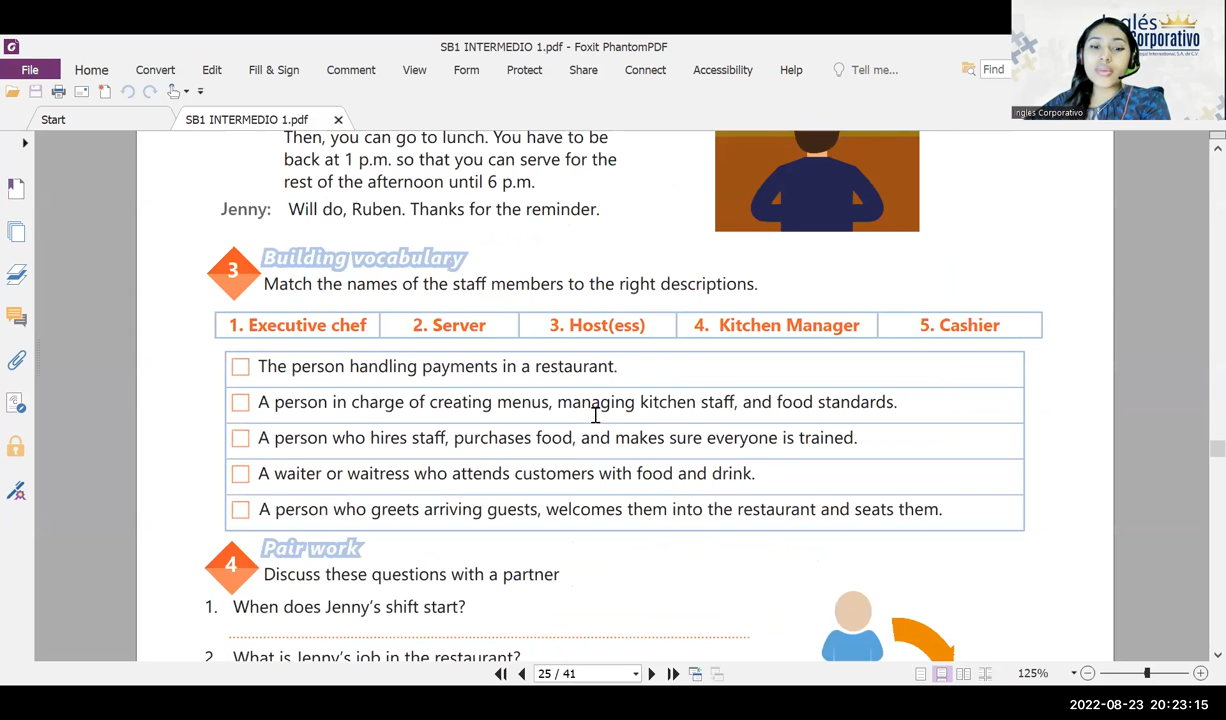 SB1 INTERMEDIO 1.pdf - Foxit PhantomPDF
Inglés
Corporativo
File Home Convert Edit Fill & Sign Comment View Form Protect Share Connect Accessibility Help Tell me... Find
Ingles Corporativo
Start SB1 INTERMEDIO 1.pdf
Then, you can go to lunch. You have to be
back at 1 p.m. so that you can serve for the
rest of the afternoon until 6 p.m.
Jenny: Will do, Ruben. Thanks for the reminder.
3 Building vocabulary
Match the names of the staff members to the right descriptions.
1. Executive chef 2. Server 3. Host(ess) 4. Kitchen Manager 5. Cashier
The person handling payments in a restaurant.
A person in charge of creating menus, managing kitchen staff, and food standards.
A person who hires staff, purchases food, and makes sure everyone is trained.
A waiter or waitress who attends customers with food and drink.
A person who greets arriving guests, welcomes them into the restaurant and seats them.
4 Pair work
Discuss these questions with a partner
1. When does Jenny's shift start?
2. What is Jenny's job in the restaurant?
25 / 41 125%
2022-08-23 20:23:15